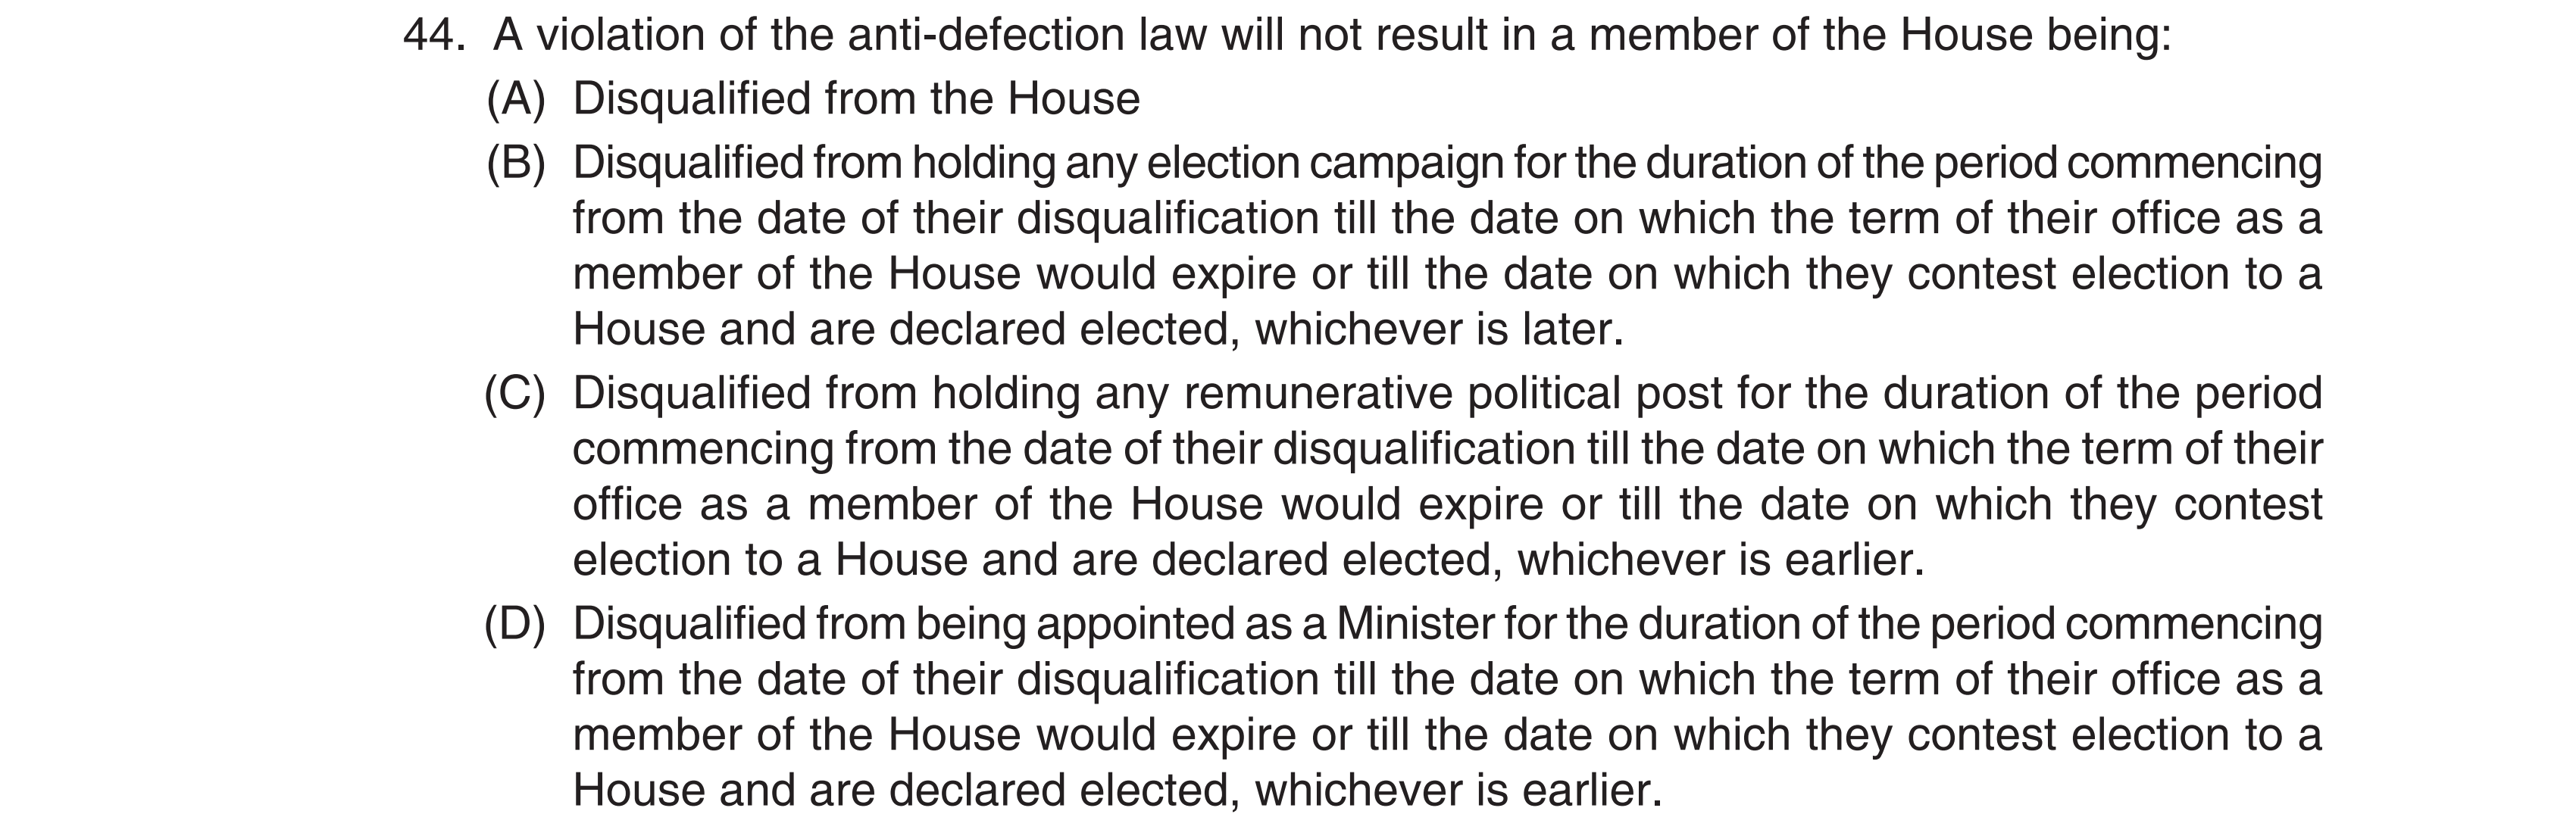 44. A violation of the anti-defection law will not result in a member of the House being:
(A) Disqualified from the House
(B) Disqualified from holding any election campaign for the duration of the period commencing
from the date of their disqualification till the date on which the term of their office as a
member of the House would expire or till the date on which they contest election to a
House and are declared elected, whichever is later.
(C) Disqualified from holding any remunerative political post for the duration of the period
commencing from the date of their disqualification till the date on which the term of their
office as a member of the House would expire or till the date on which they contest
election to a House and are declared elected, whichever is earlier.
(D) Disqualified from being appointed as a Minister for the duration of the period commencing
from the date of their disqualification till the date on which the term of their office as a
member of the House would expire or till the date on which they contest election to a
House and are declared elected, whichever is earlier.